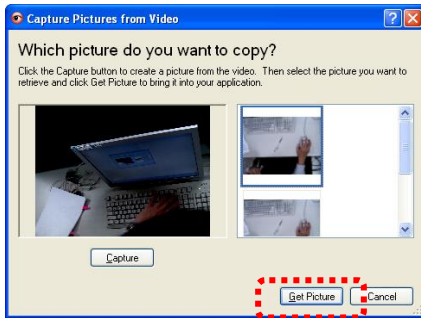 Capture Pictures from Video
Which picture do you want to copy?
Click the Capture button to create a picture from the video. Then select the picture you want to
retrieve and click Get Picture to bring it into your application.
Capture
Get Picture
Cancel